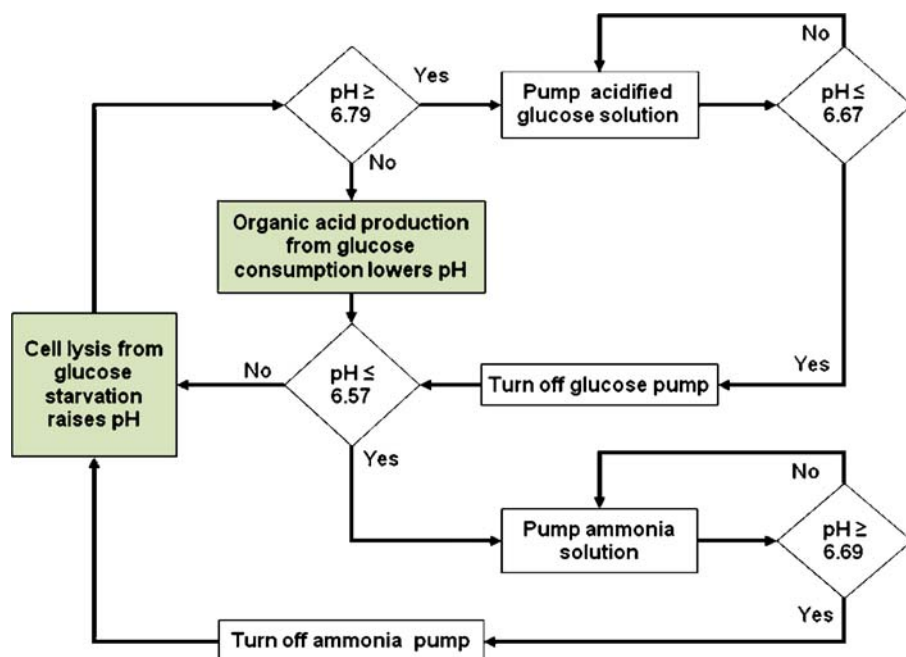 pH ≥
6.79
Yes
Pump acidified
glucose solution
No
pH ≤
6.67
No
Organic acid production
from glucose
consumption lowers pH
Cell lysis from
glucose
starvation
raises pH
No
pH ≤
6.57
Turn off glucose pump
Yes
Yes
Pump ammonia
solution
No
pH ≥
6.69
Yes
Turn off ammonia pump